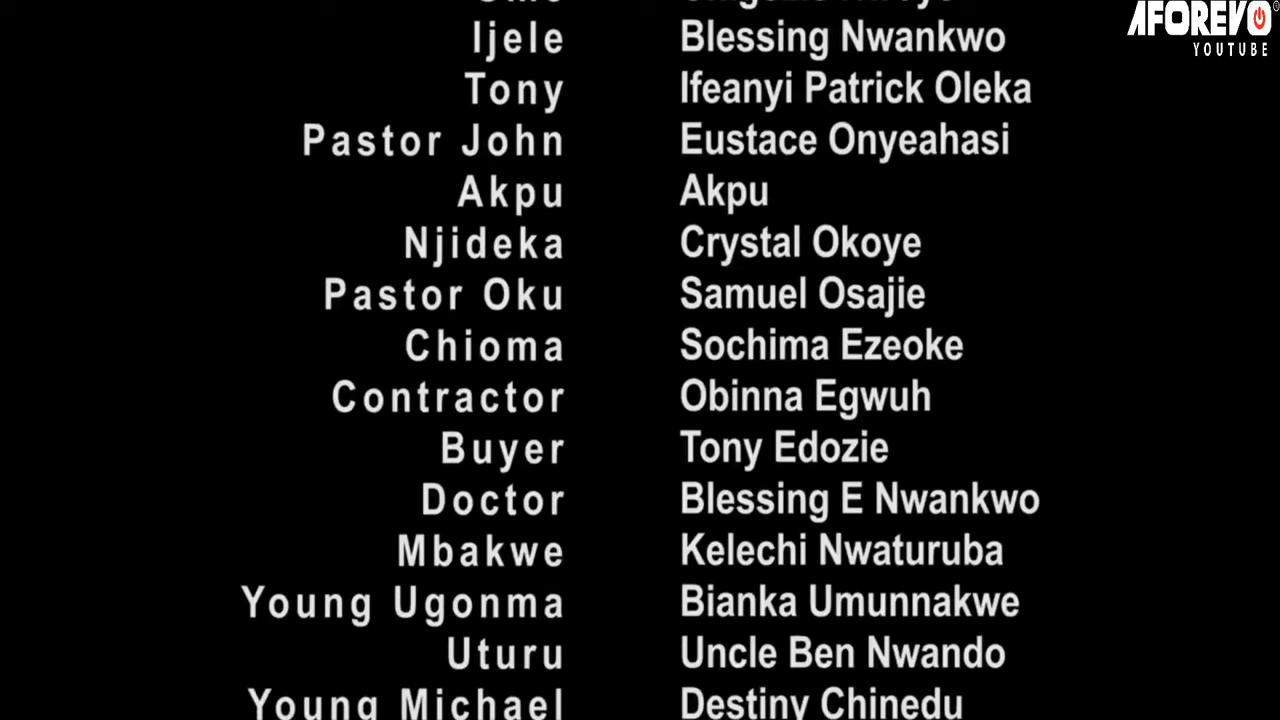 AFOREVO
YOUTUBE
Ijele Blessing Nwankwo
Tony Ifeanyi Patrick Oleka
Pastor John Eustace Onyeahasi
Akpu Akpu
Njideka Crystal Okoye
Pastor Oku Samuel Osajie
Chioma Sochima Ezeoke
Contractor Obinna Egwuh
Buyer Tony Edozie
Doctor Blessing E Nwankwo
Mbakwe Kelechi Nwaturuba
Young Ugonma Bianka Umunnakwe
Uturu Uncle Ben Nwando
Young Michael Destiny Chinedu